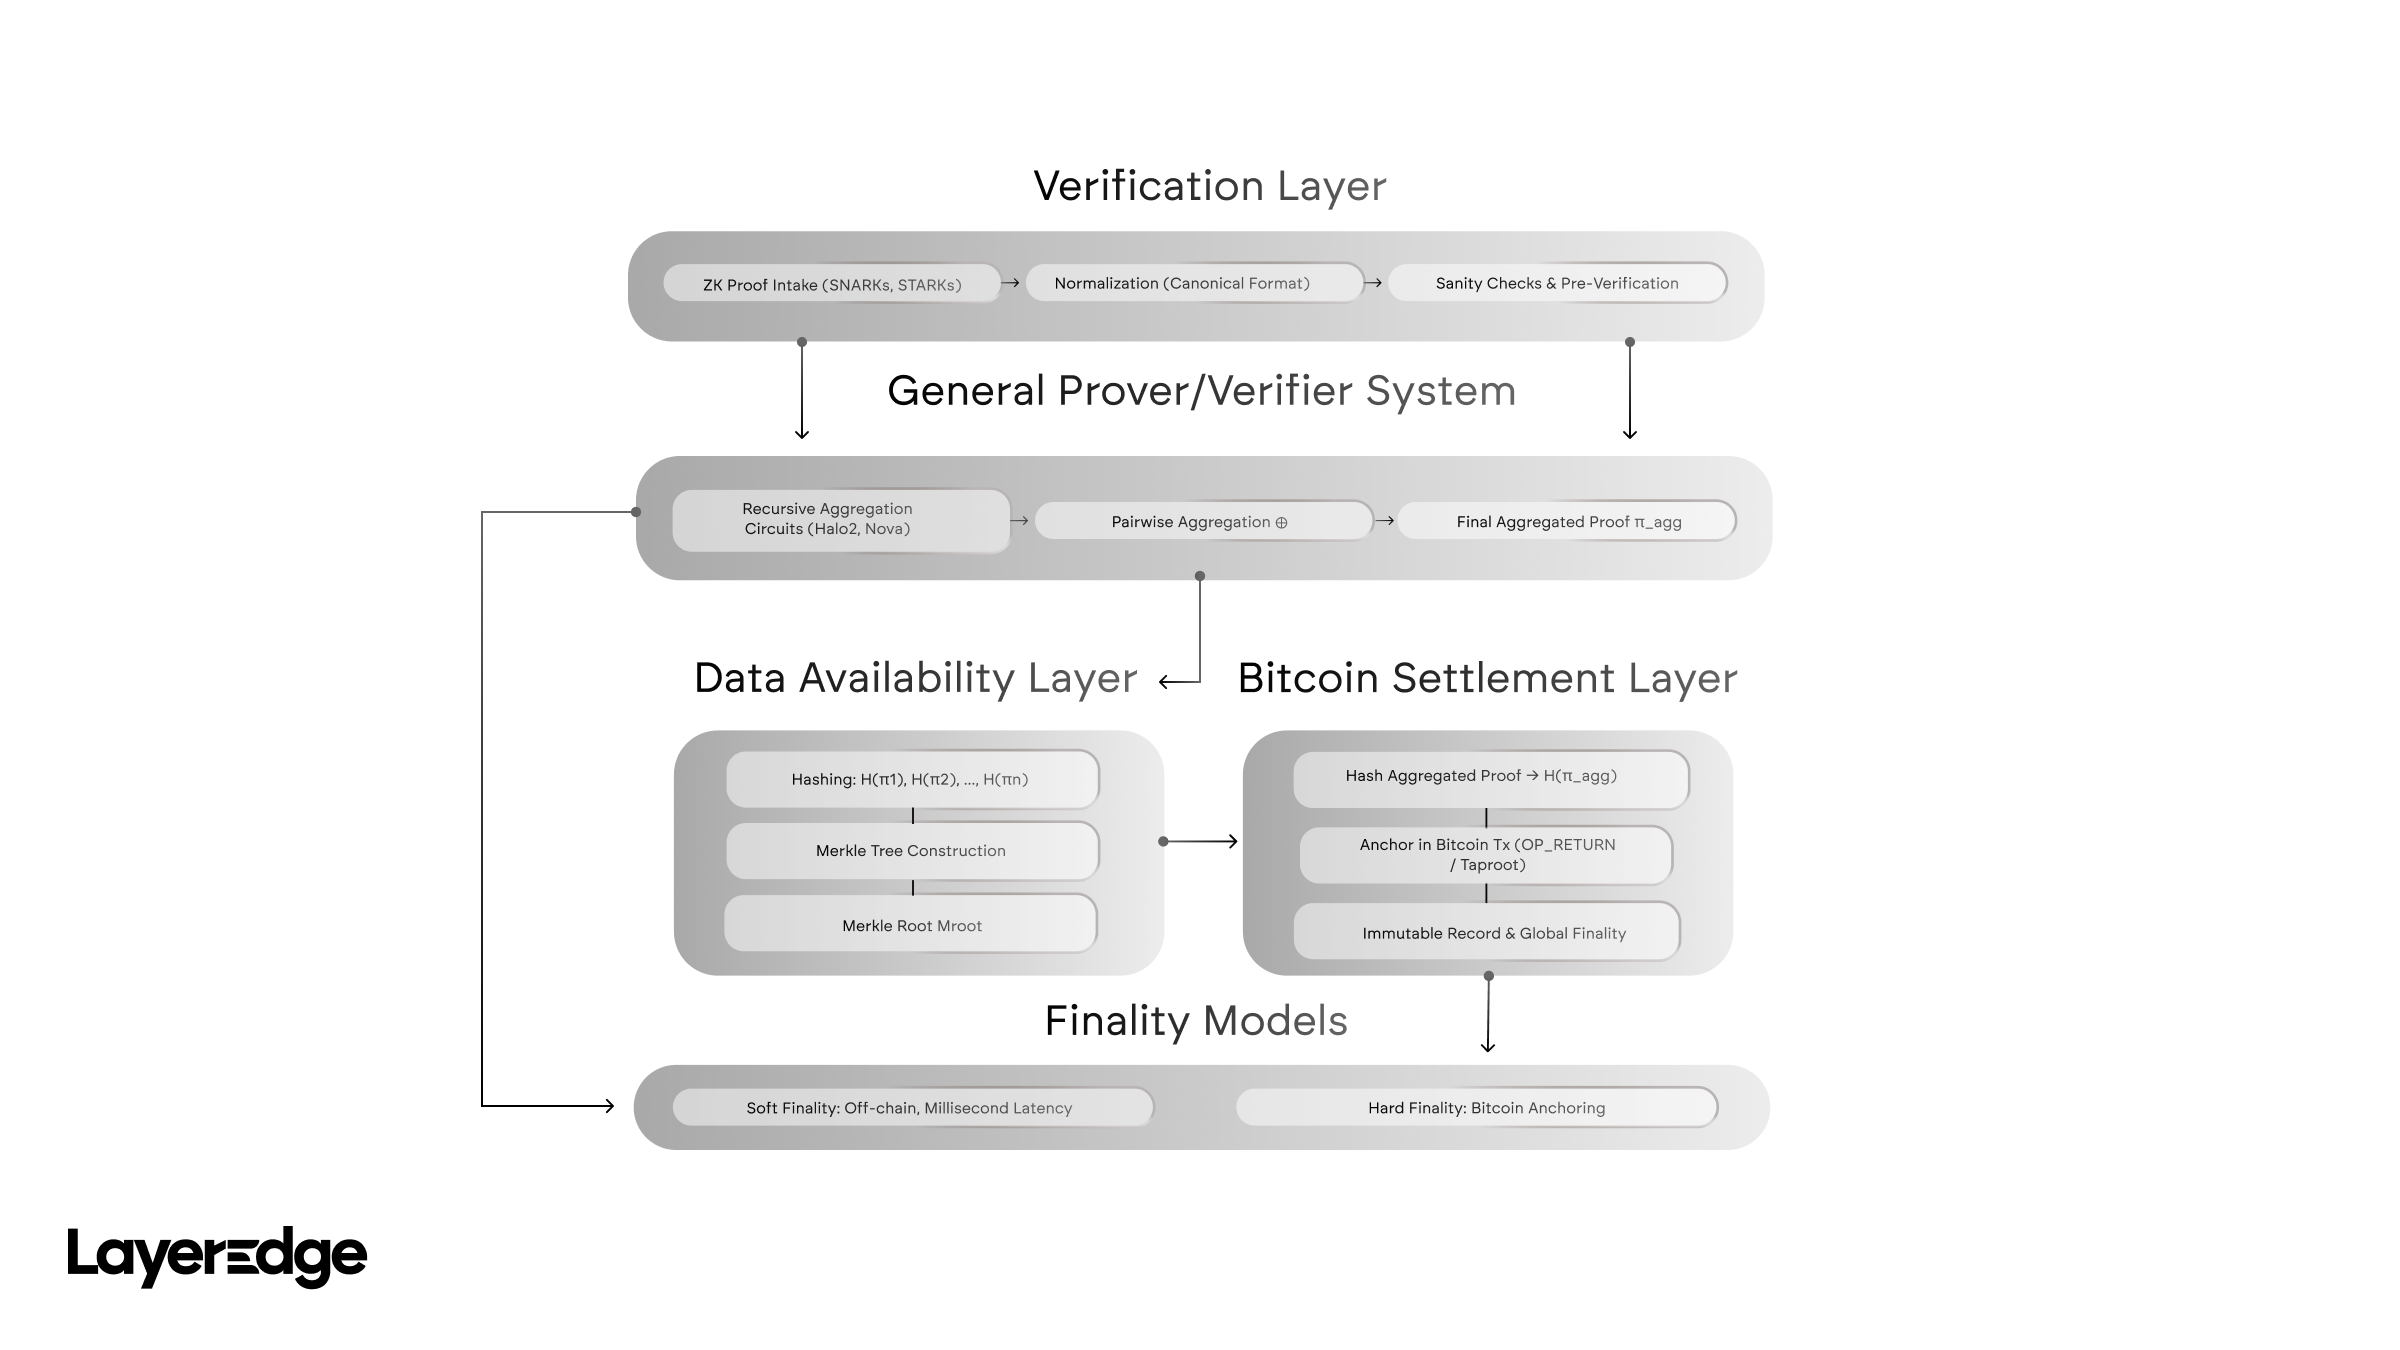 Verification Layer
ZK Proof Intake (SNARKs, STARKs)
Normalization (Canonical Format)
Sanity Checks & Pre-Verification
General Prover/Verifier System
Recursive Aggregation
Circuits (Halo2, Nova)
Pairwise Aggregation ⊕
Final Aggregated Proof π_agg
Data Availability Layer
Hashing: H(π1), H(π2), ..., H(πn)
Merkle Tree Construction
Merkle Root Mroot
Bitcoin Settlement Layer
Hash Aggregated Proof → H(π_agg)
Anchor in Bitcoin Tx (OP_RETURN
/ Taproot)
Immutable Record & Global Finality
Finality Models
Soft Finality: Off-chain, Millisecond Latency
Hard Finality: Bitcoin Anchoring
LayerEdge